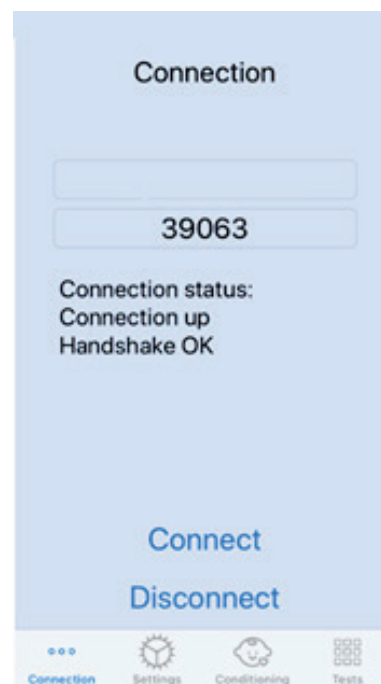 Connection
39063
Connection status:
Connection up
Handshake OK
Connect
Disconnect
Connection Settings Conditioning Tests